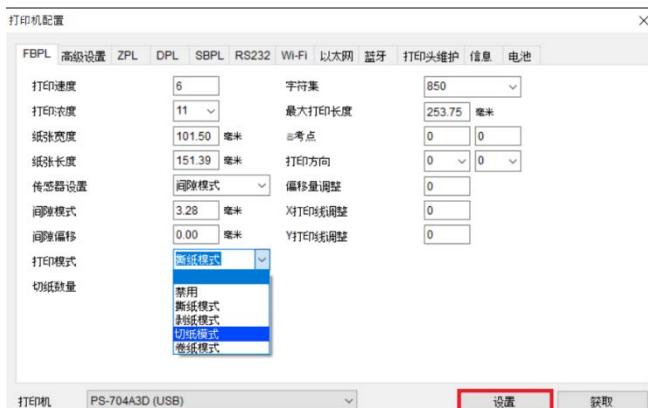 打印机配置
FBPL 高级设置 ZPL DPL SBPL RS232 Wi-Fi 以太网 蓝牙 打印头维护 信息 电池
打印速度 6 字符集 850
打印浓度 11 最大打印长度 253.75 毫米
纸张宽度 101.50 毫米 考点 0 0
纸张长度 151.39 毫米 打印方向 0 0
传感器设置 间隙模式 偏移量调整 0
间隙模式 3.28 毫米 X打印线调整 0
间隙偏移 0.00 毫米 Y打印线调整 0
打印模式 撕纸模式
切纸数量
禁用
撕纸模式
剥纸模式
切纸模式
卷纸模式
打印机 PS-704A3D (USB) 设置 获取